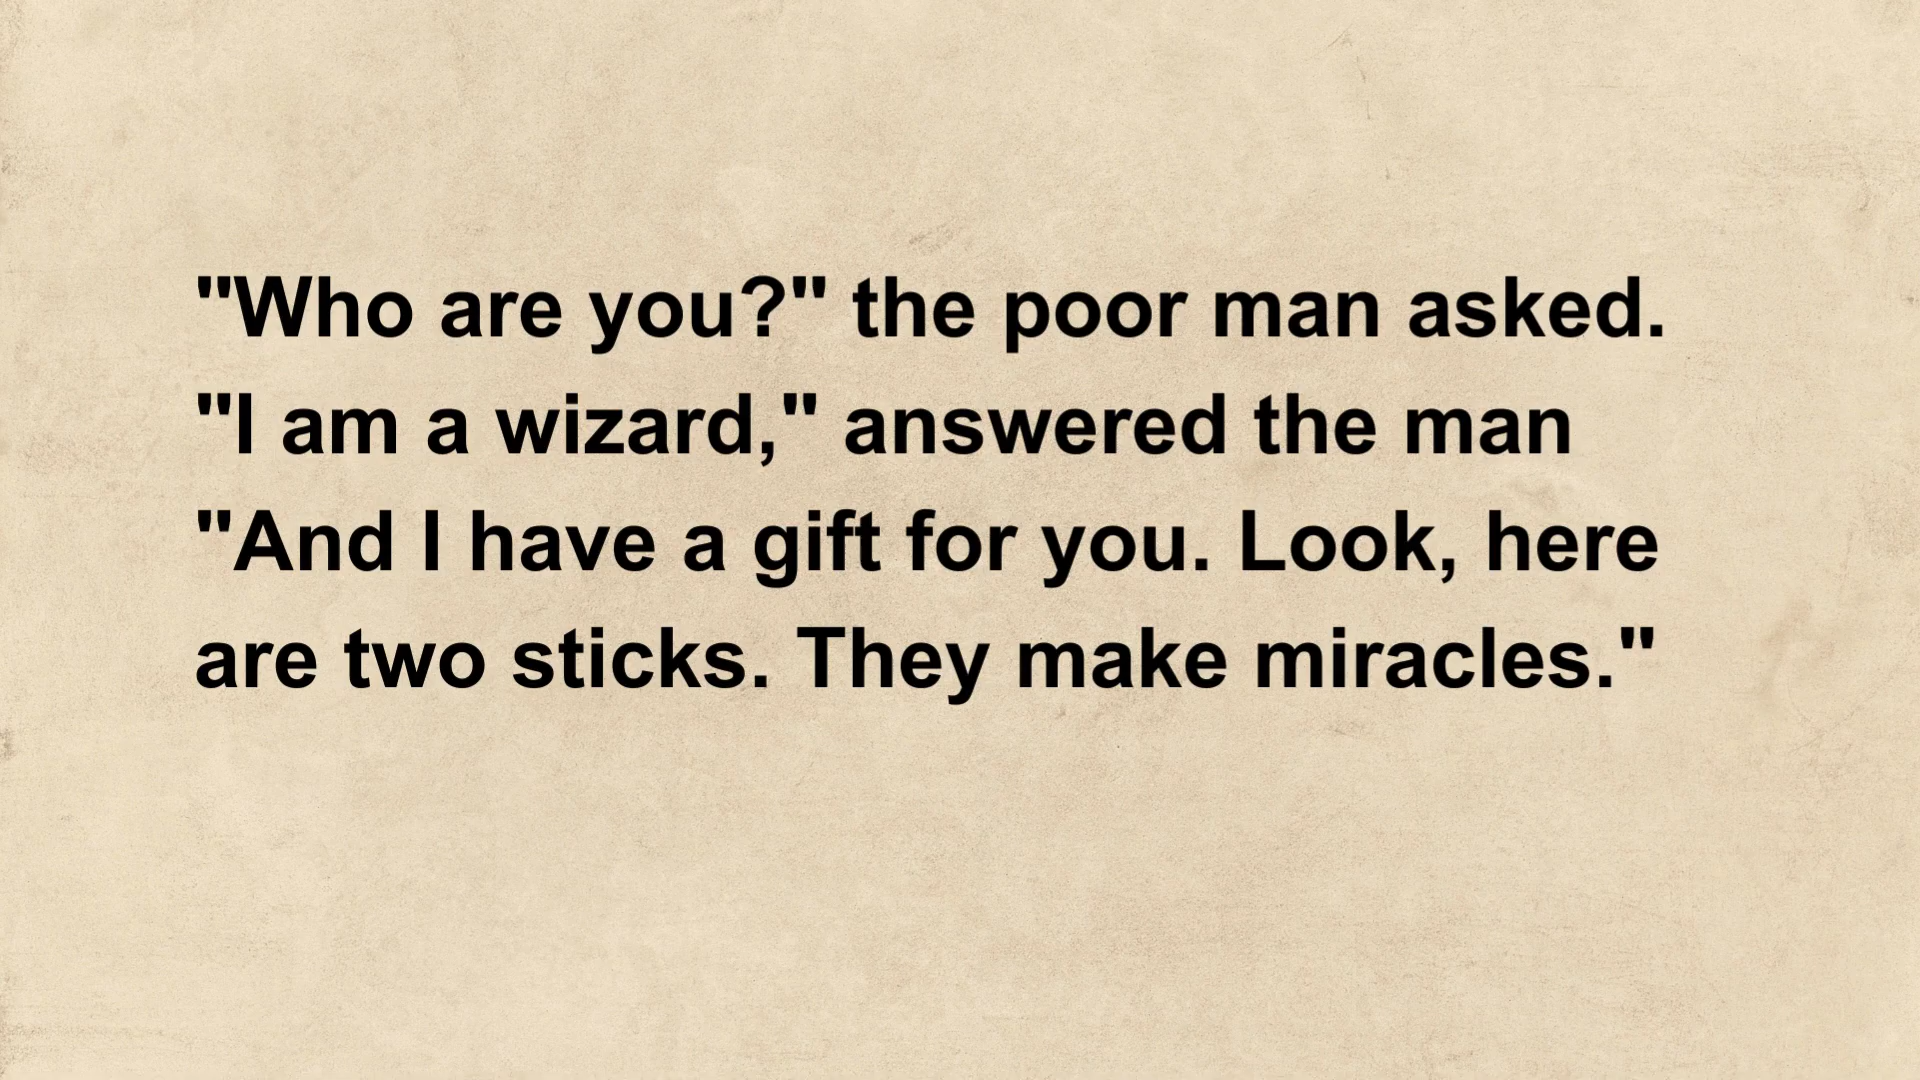 "Who are you?" the poor man asked.
"I am a wizard," answered the man
"And I have a gift for you. Look, here
are two sticks. They make miracles."